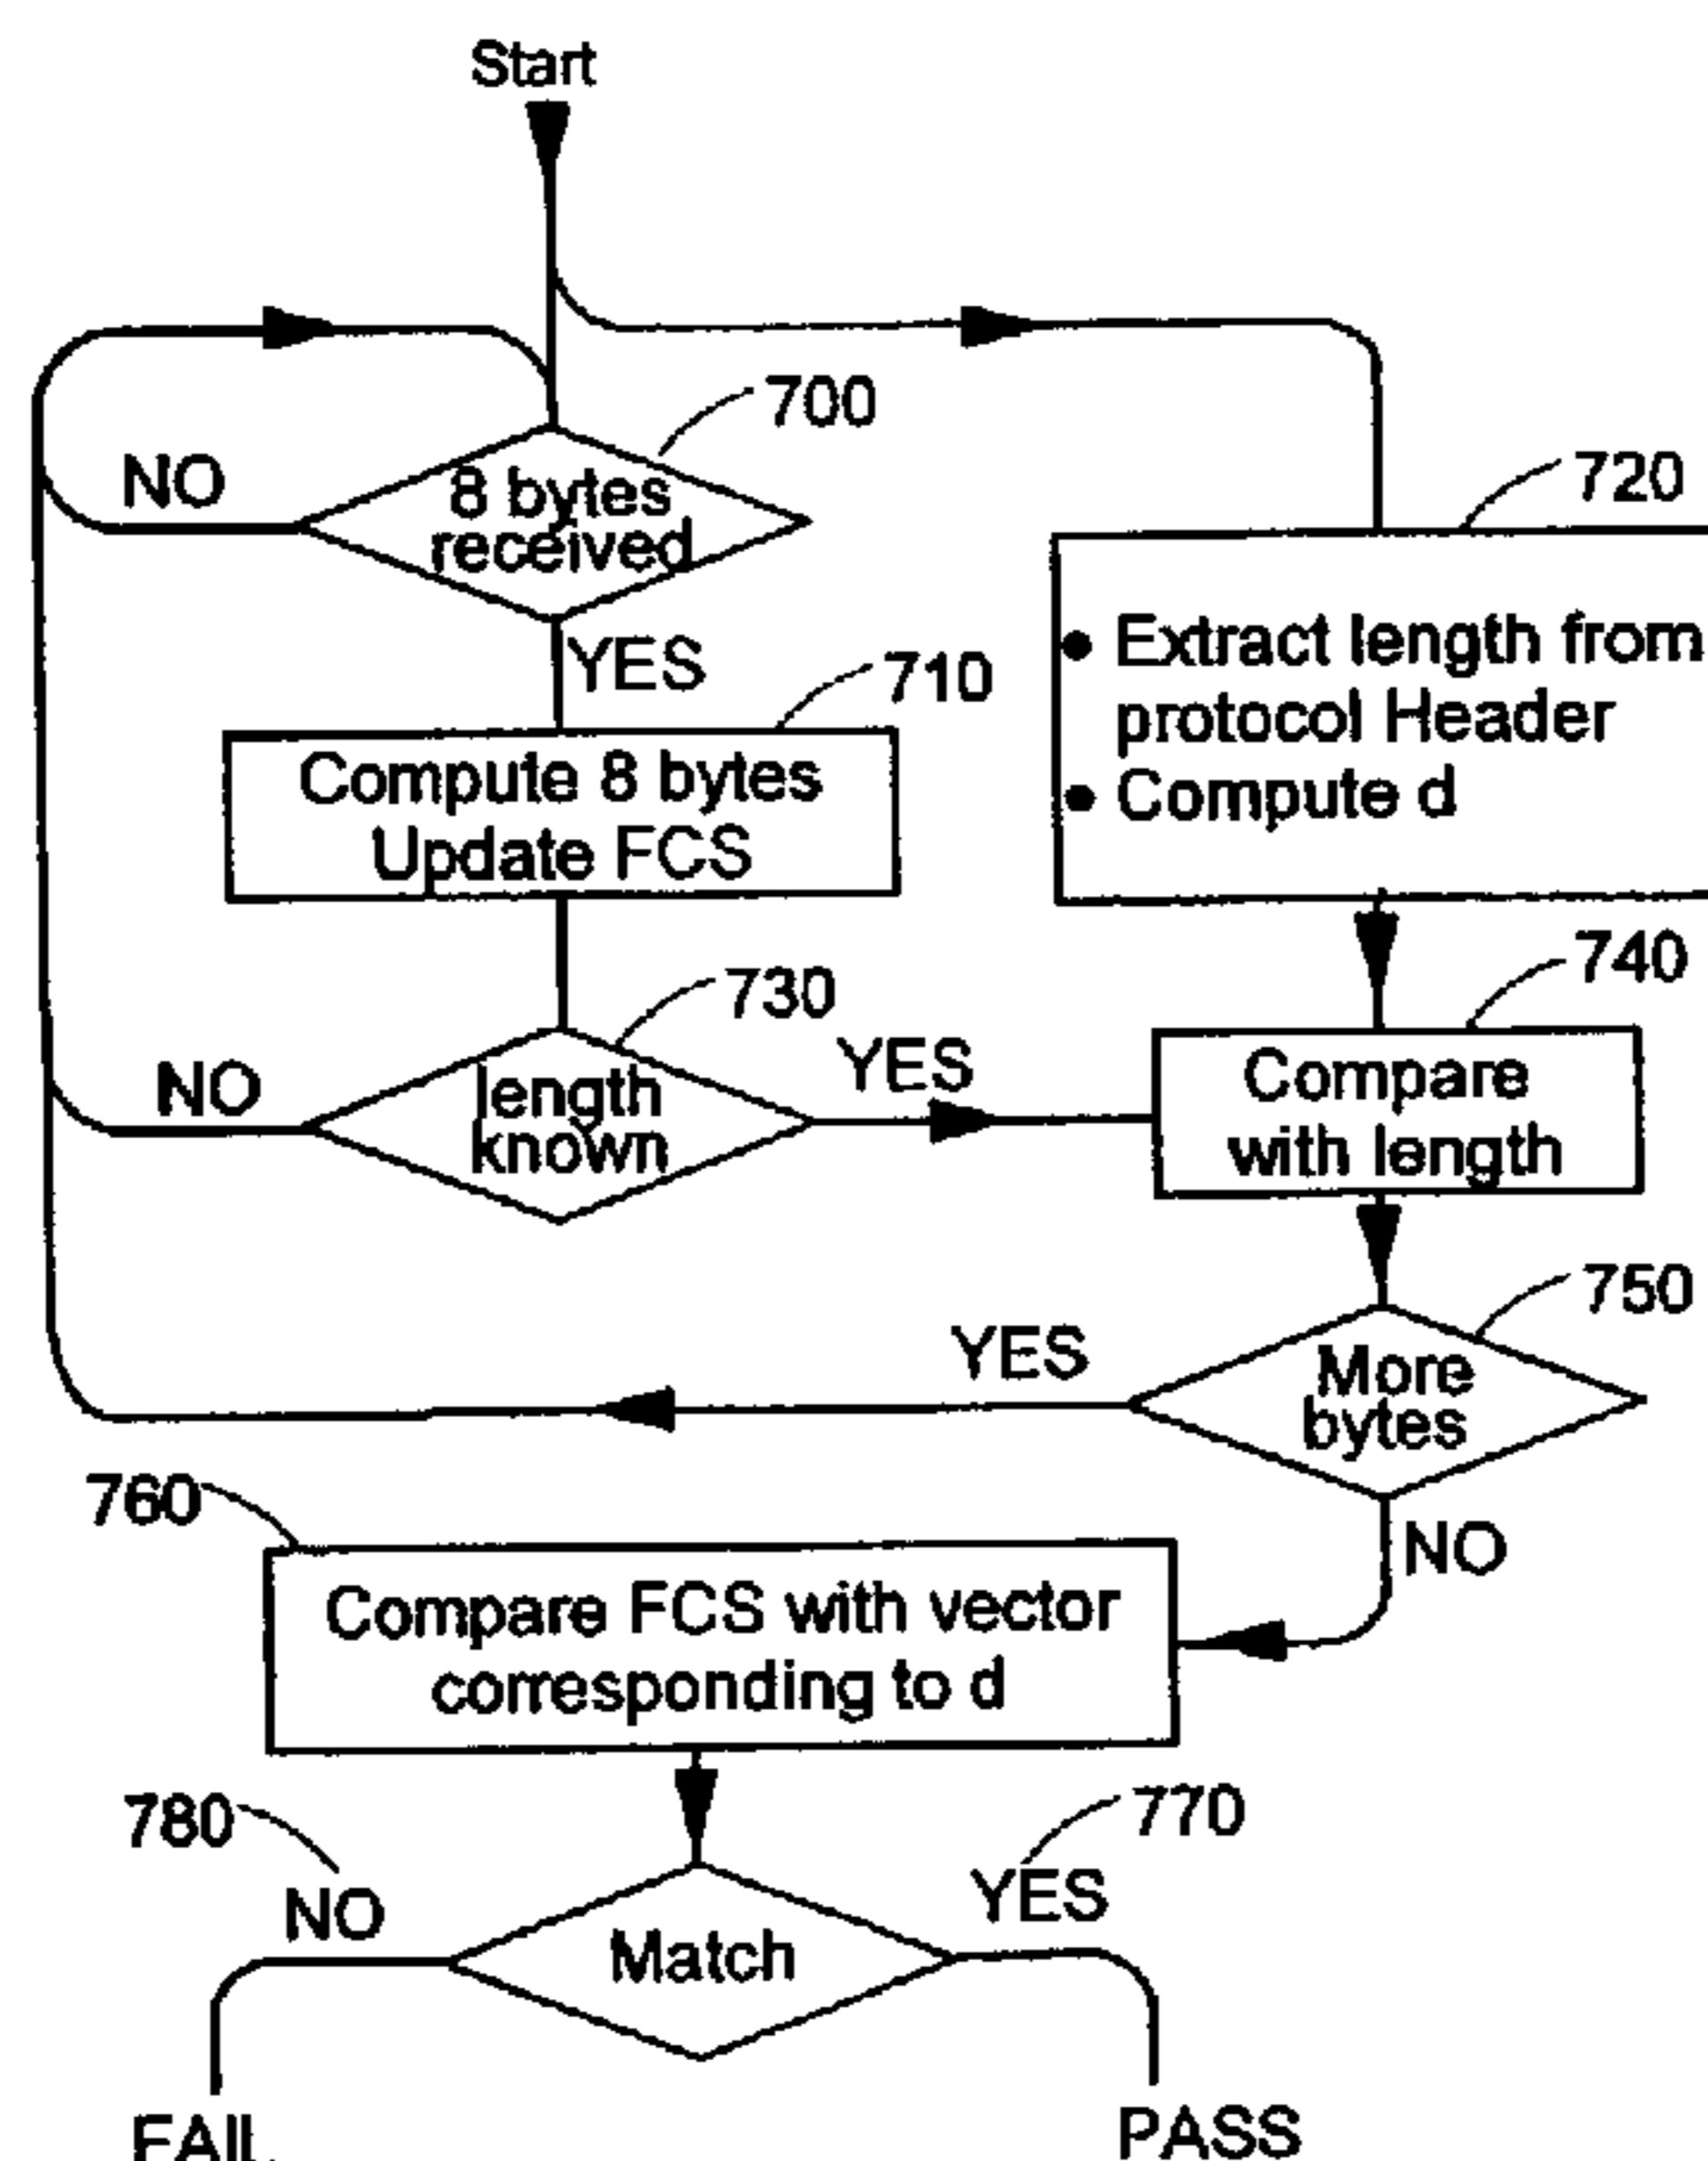 Start
700
NO
8 bytes
received
720
YES
710
• Extract length from
protocol Header
• Compute d
Compute 8 bytes
Update FCS
730
740
NO
length
known
YES
Compare
with length
750
YES
More
bytes
760
NO
Compare FCS with vector
corresponding to d
780
770
NO
YES
Match
FAIL
PASS